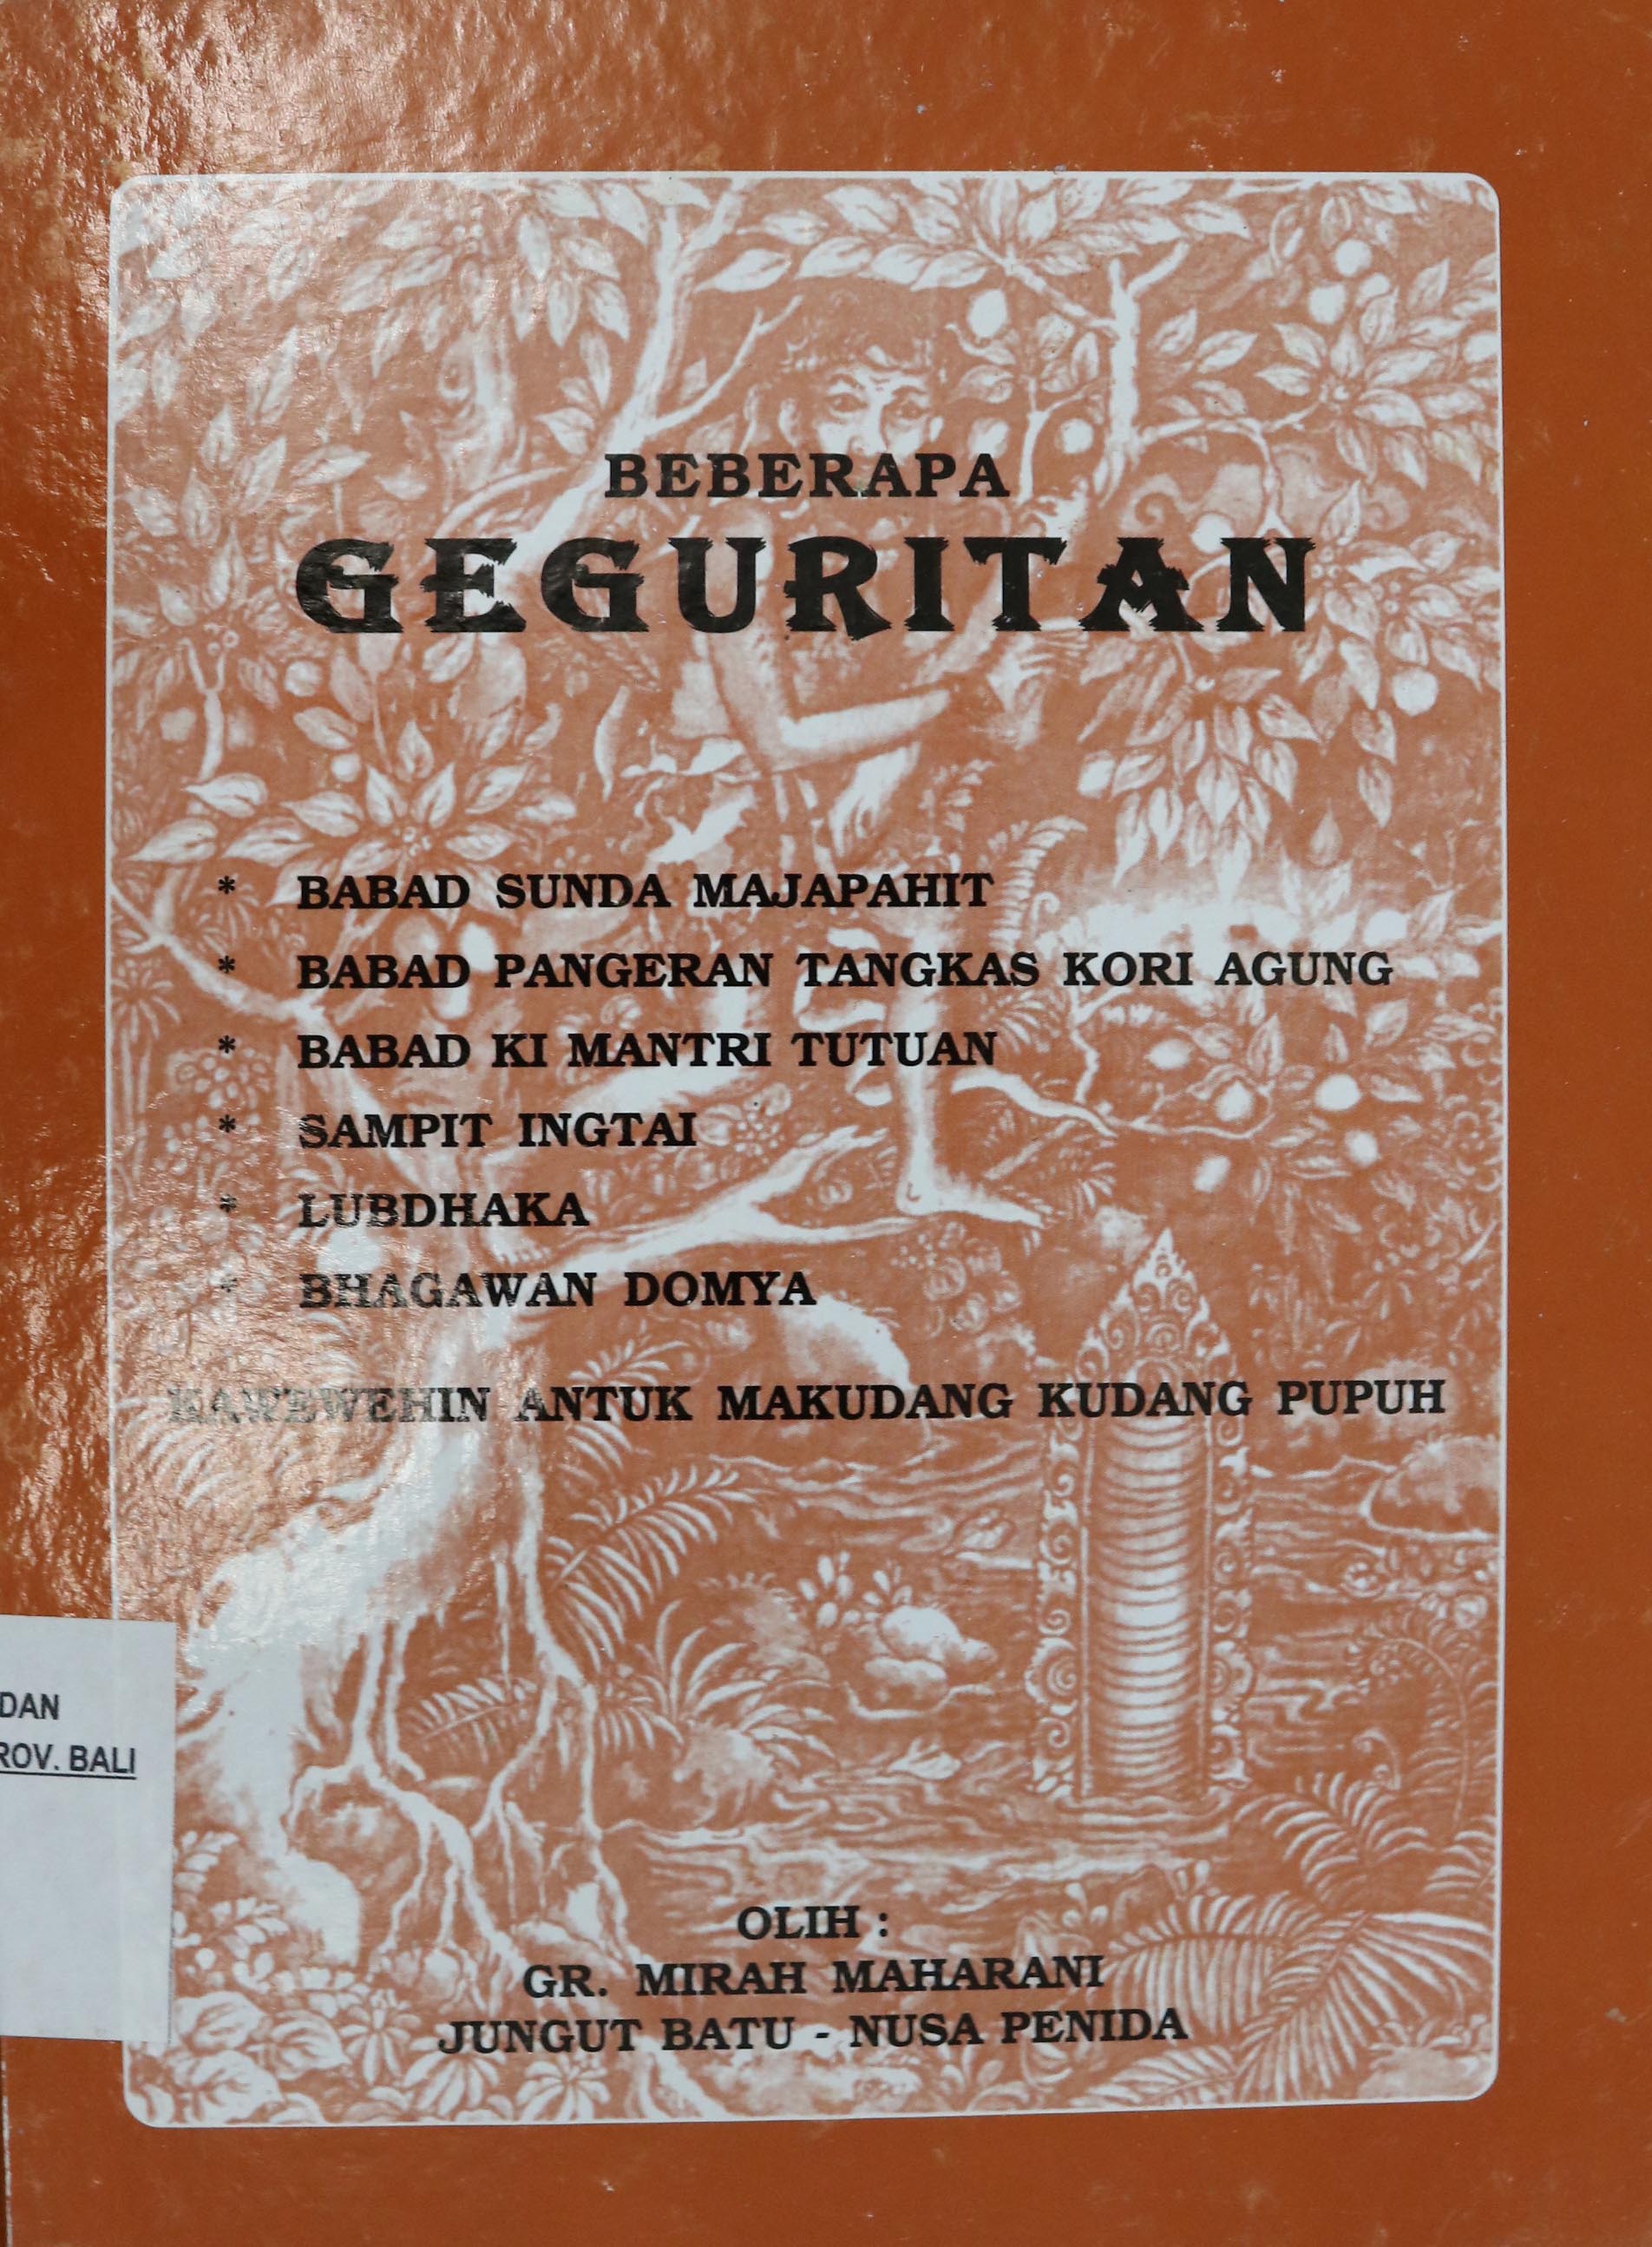 BEBERAPA
GEGURITAN
* BABAD SUNDA MAJAPAHIT
* BABAD PANGERAN TANGKAS KORI AGUNG
* BABAD KI MANTRI TUTUAN
* SAMPIT INGTAI
* LUBDHAKA
* BHAGAWAN DOMYA
KAWEWEHIN ANTUK MAKUDANG KUDANG PUPUH
DAN
ROV. BALI
OLIH :
GR. MIRAH MAHARANI
JUNGUT BATU - NUSA PENIDA